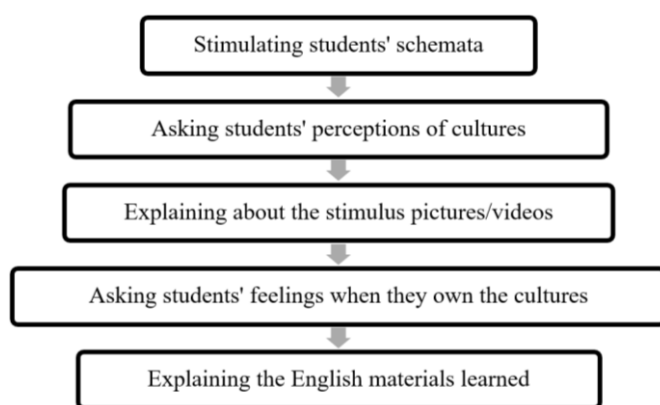 Stimulating students' schemata
Asking students' perceptions of cultures
Explaining about the stimulus pictures/videos
Asking students' feelings when they own the cultures
Explaining the English materials learned